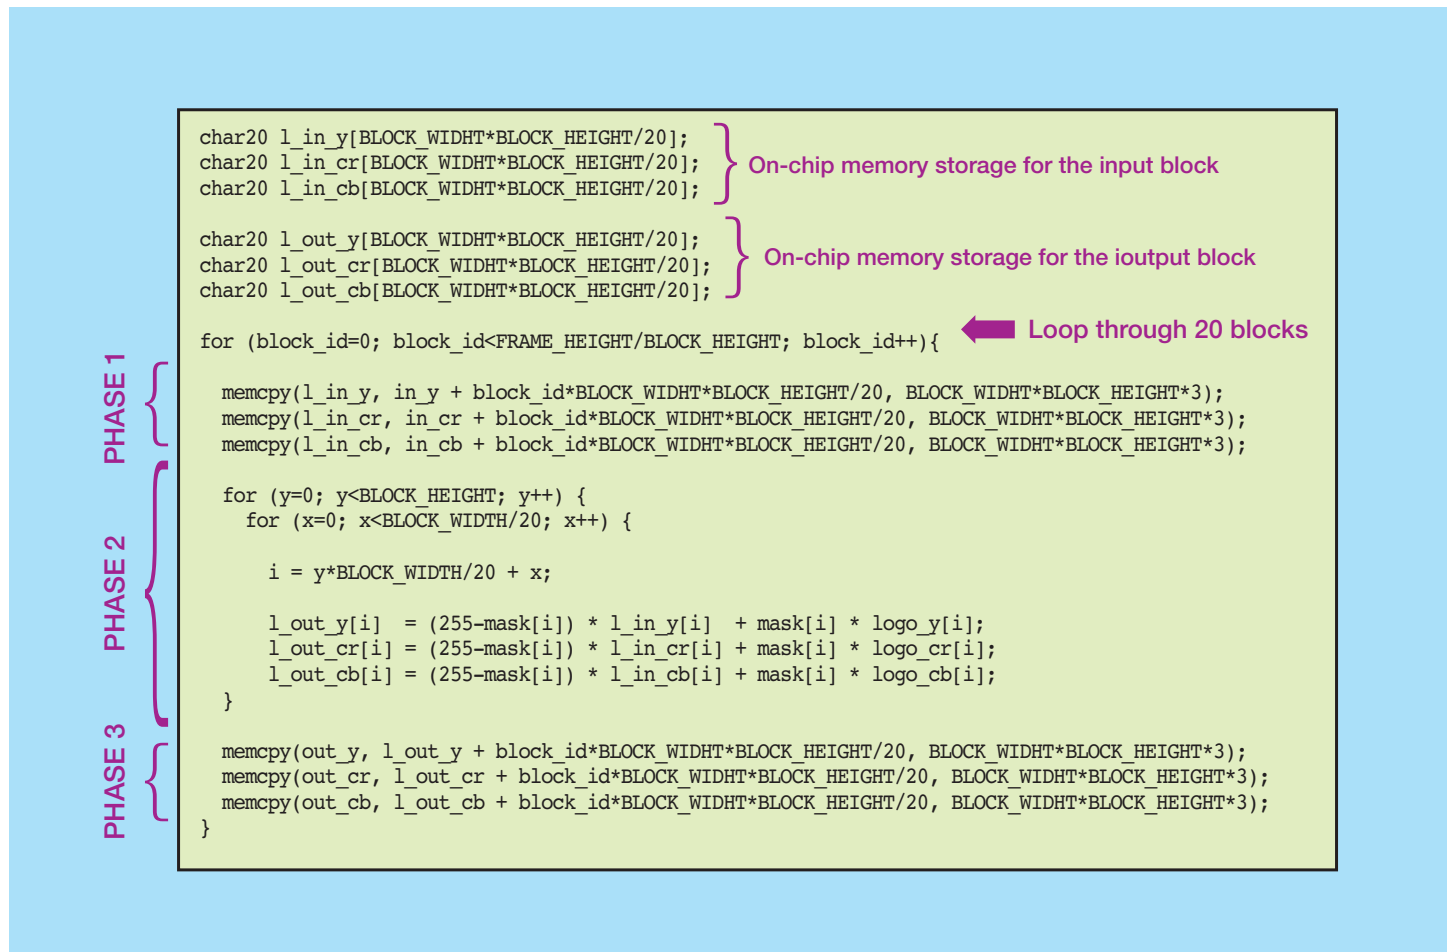 char20 l_in_y[BLOCK_WIDHT*BLOCK_HEIGHT/20];
char20 l_in_cr[BLOCK_WIDHT*BLOCK_HEIGHT/20];
char20 l_in_cb[BLOCK_WIDHT*BLOCK_HEIGHT/20];
On-chip memory storage for the input block
char20 l_out_y[BLOCK_WIDHT*BLOCK_HEIGHT/20];
char20 l_out_cr[BLOCK_WIDHT*BLOCK_HEIGHT/20];
char20 l_out_cb[BLOCK_WIDHT*BLOCK_HEIGHT/20];
On-chip memory storage for the ioutput block
Loop through 20 blocks
for (block_id=0; block_id<FRAME_HEIGHT/BLOCK_HEIGHT; block_id++){
PHASE 1
memcpy(l_in_y, in_y + block_id*BLOCK_WIDHT*BLOCK_HEIGHT/20, BLOCK_WIDHT*BLOCK_HEIGHT*3);
memcpy(l_in_cr, in_cr + block_id*BLOCK_WIDHT*BLOCK_HEIGHT/20, BLOCK_WIDHT*BLOCK_HEIGHT*3);
memcpy(l_in_cb, in_cb + block_id*BLOCK_WIDHT*BLOCK_HEIGHT/20, BLOCK_WIDHT*BLOCK_HEIGHT*3);
PHASE 2
for (y=0; y<BLOCK_HEIGHT; y++) {
for (x=0; x<BLOCK_WIDTH/20; x++) {
i = y*BLOCK_WIDTH/20 + x;
l_out_y[i] = (255-mask[i]) * l_in_y[i] + mask[i] * logo_y[i];
l_out_cr[i] = (255-mask[i]) * l_in_cr[i] + mask[i] * logo_cr[i];
l_out_cb[i] = (255-mask[i]) * l_in_cb[i] + mask[i] * logo_cb[i];
}
PHASE 3
memcpy(out_y, l_out_y + block_id*BLOCK_WIDHT*BLOCK_HEIGHT/20, BLOCK_WIDHT*BLOCK_HEIGHT*3);
memcpy(out_cr, l_out_cr + block_id*BLOCK_WIDHT*BLOCK_HEIGHT/20, BLOCK_WIDHT*BLOCK_HEIGHT*3);
memcpy(out_cb, l_out_cb + block_id*BLOCK_WIDHT*BLOCK_HEIGHT/20, BLOCK_WIDHT*BLOCK_HEIGHT*3);
}